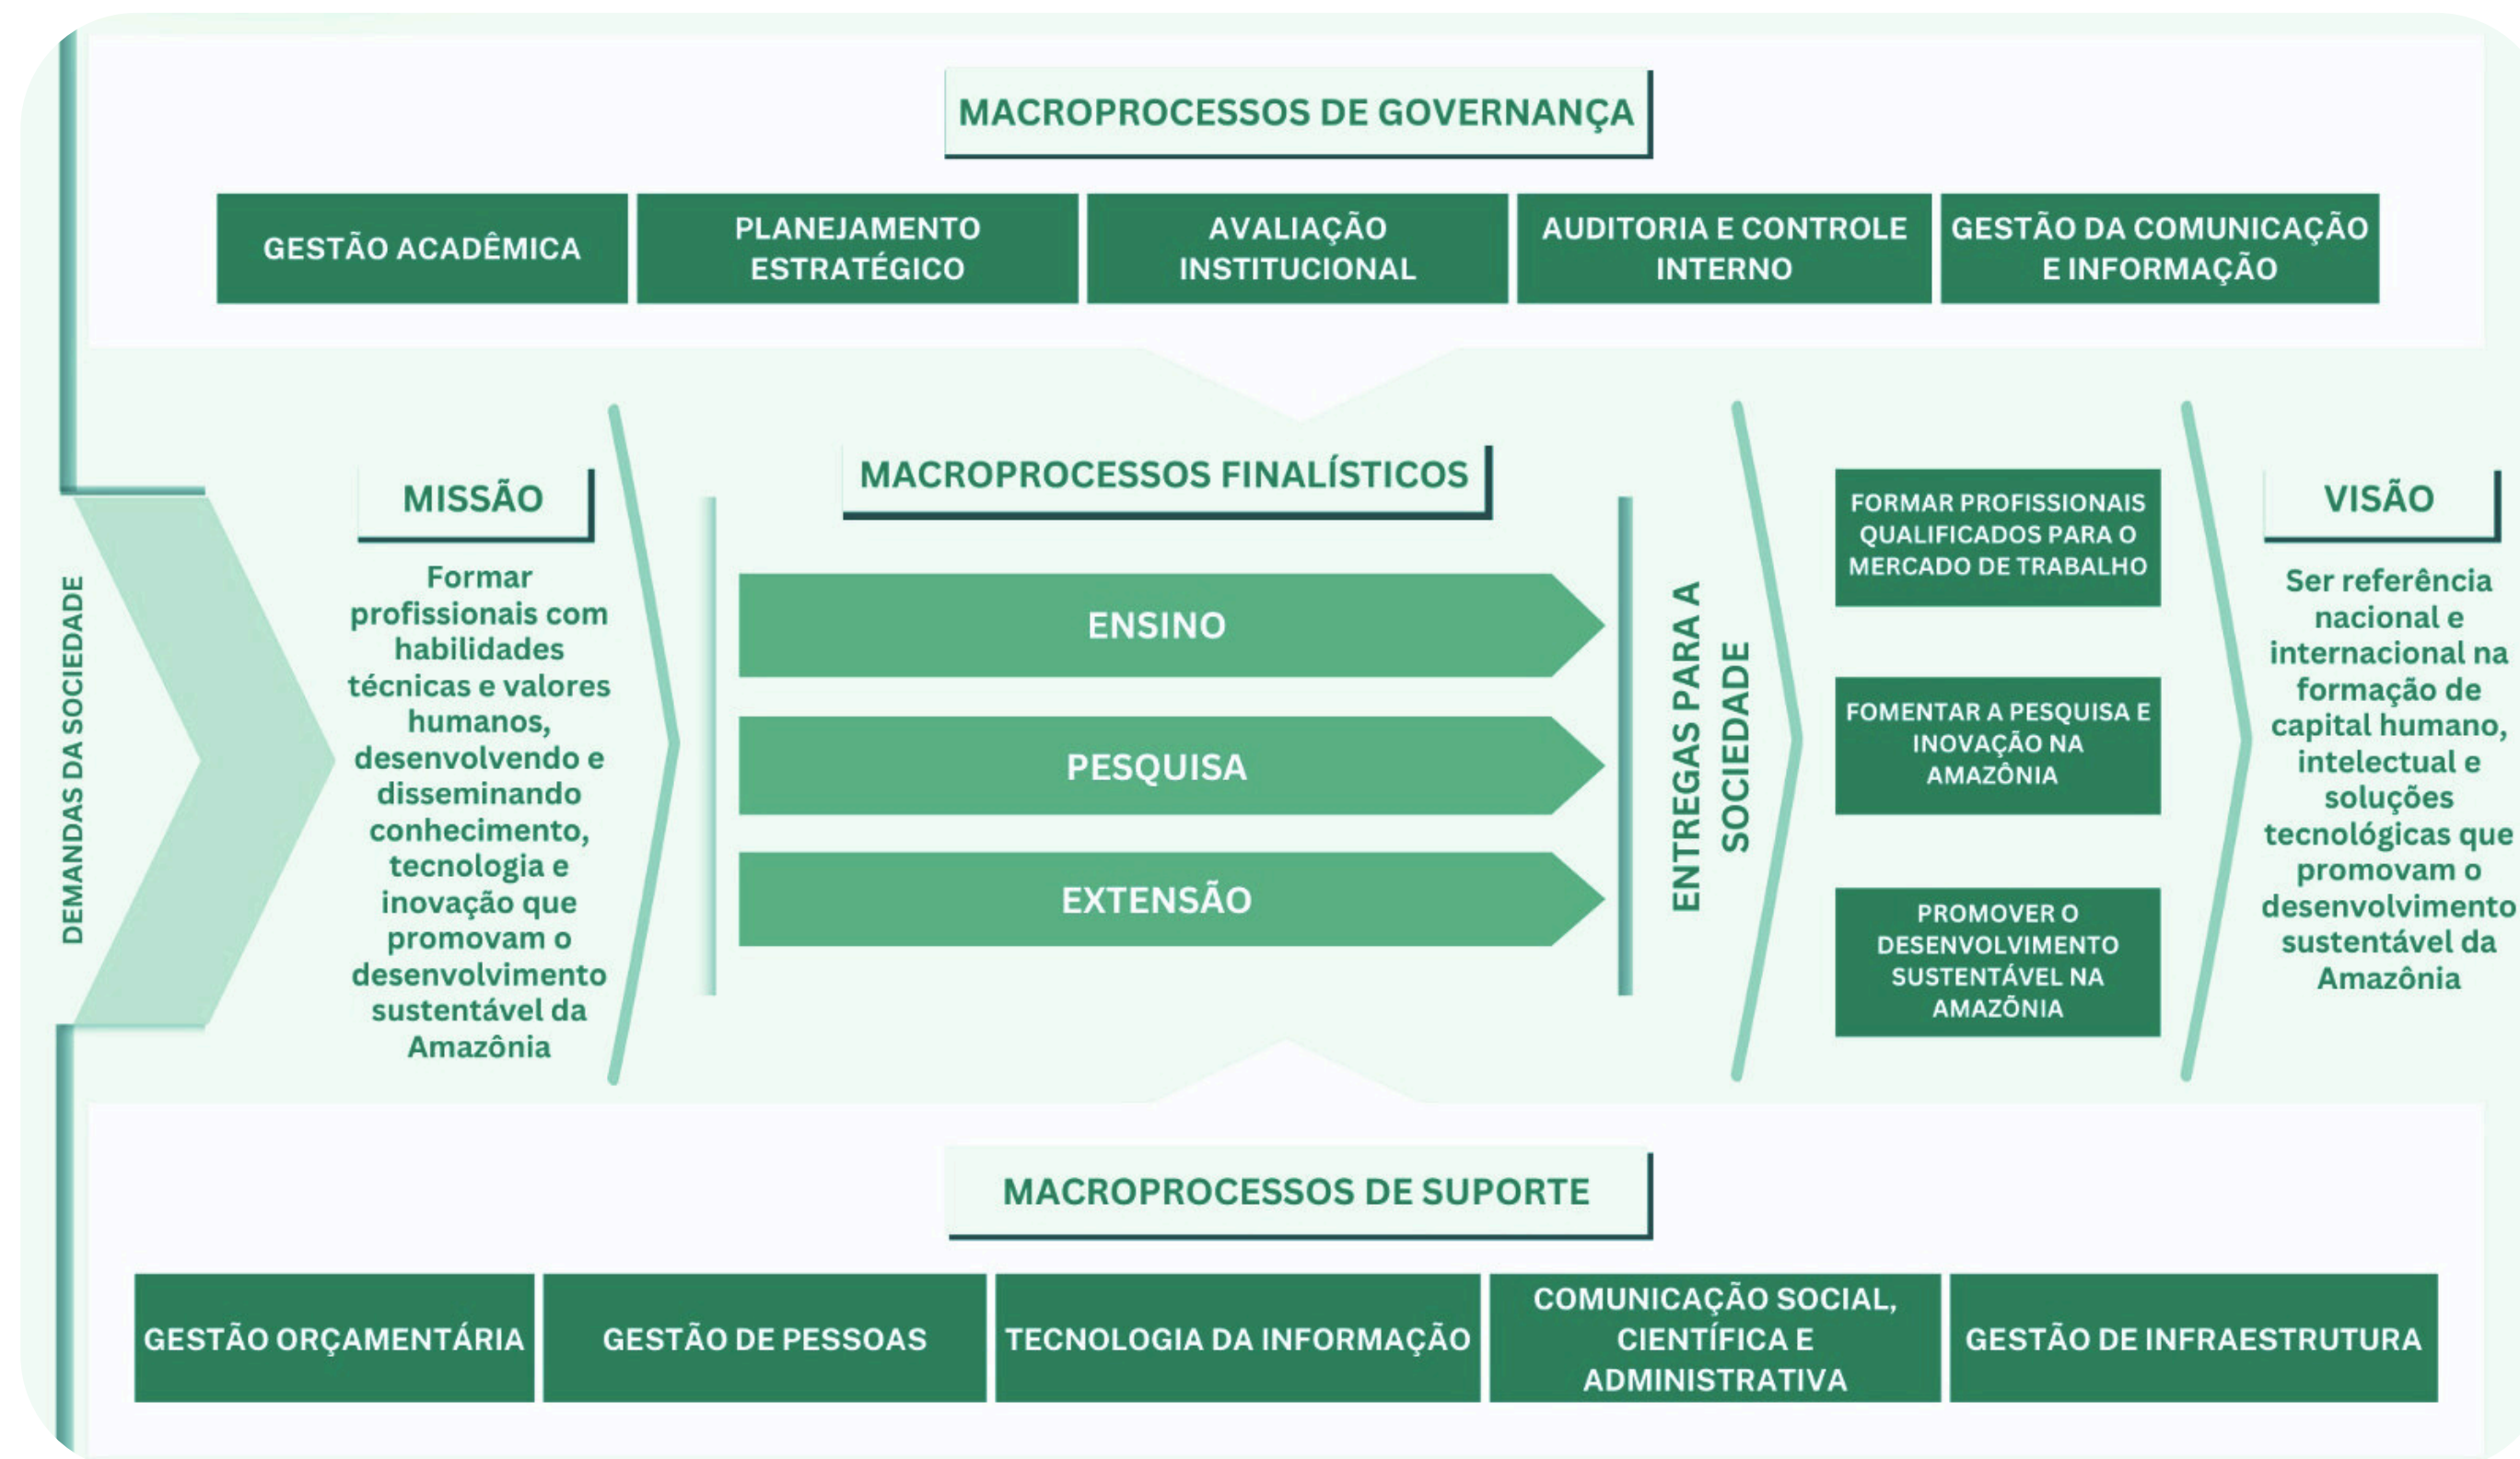 MACROPROCESSOS DE GOVERNANÇA
GESTÃO ACADÊMICA
PLANEJAMENTO
ESTRATÉGICO
AVALIAÇÃO
INSTITUCIONAL
AUDITORIA E CONTROLE
INTERNO
GESTÃO DA COMUNICAÇÃO
E INFORMAÇÃO
DEMANDAS DA SOCIEDADE
MISSÃO
Formar
profissionais com
habilidades
técnicas e valores
humanos,
desenvolvendo e
disseminando
conhecimento,
tecnologia e
inovação que
promovam o
desenvolvimento
sustentável da
Amazônia
MACROPROCESSOS FINALÍSTICOS
ENSINO
PESQUISA
EXTENSÃO
ENTREGAS PARA A
SOCIEDADE
FORMAR PROFISSIONAIS
QUALIFICADOS PARA O
MERCADO DE TRABALHO
FOMENTAR A PESQUISA E
INOVAÇÃO NA
AMAZÔNIA
PROMOVER O
DESENVOLVIMENTO
SUSTENTÁVEL NA
AMAZÕNIA
VISÃO
Ser referência
nacional e
internacional na
formação de
capital humano,
intelectual e
soluções
tecnológicas que
promovam o
desenvolvimento
sustentável da
Amazônia
MACROPROCESSOS DE SUPORTE
GESTÃO ORÇAMENTÁRIA
GESTÃO DE PESSOAS
TECNOLOGIA DA INFORMAÇÃO
COMUNICAÇÃO SOCIAL,
CIENTÍFICA E
ADMINISTRATIVA
GESTÃO DE INFRAESTRUTURA